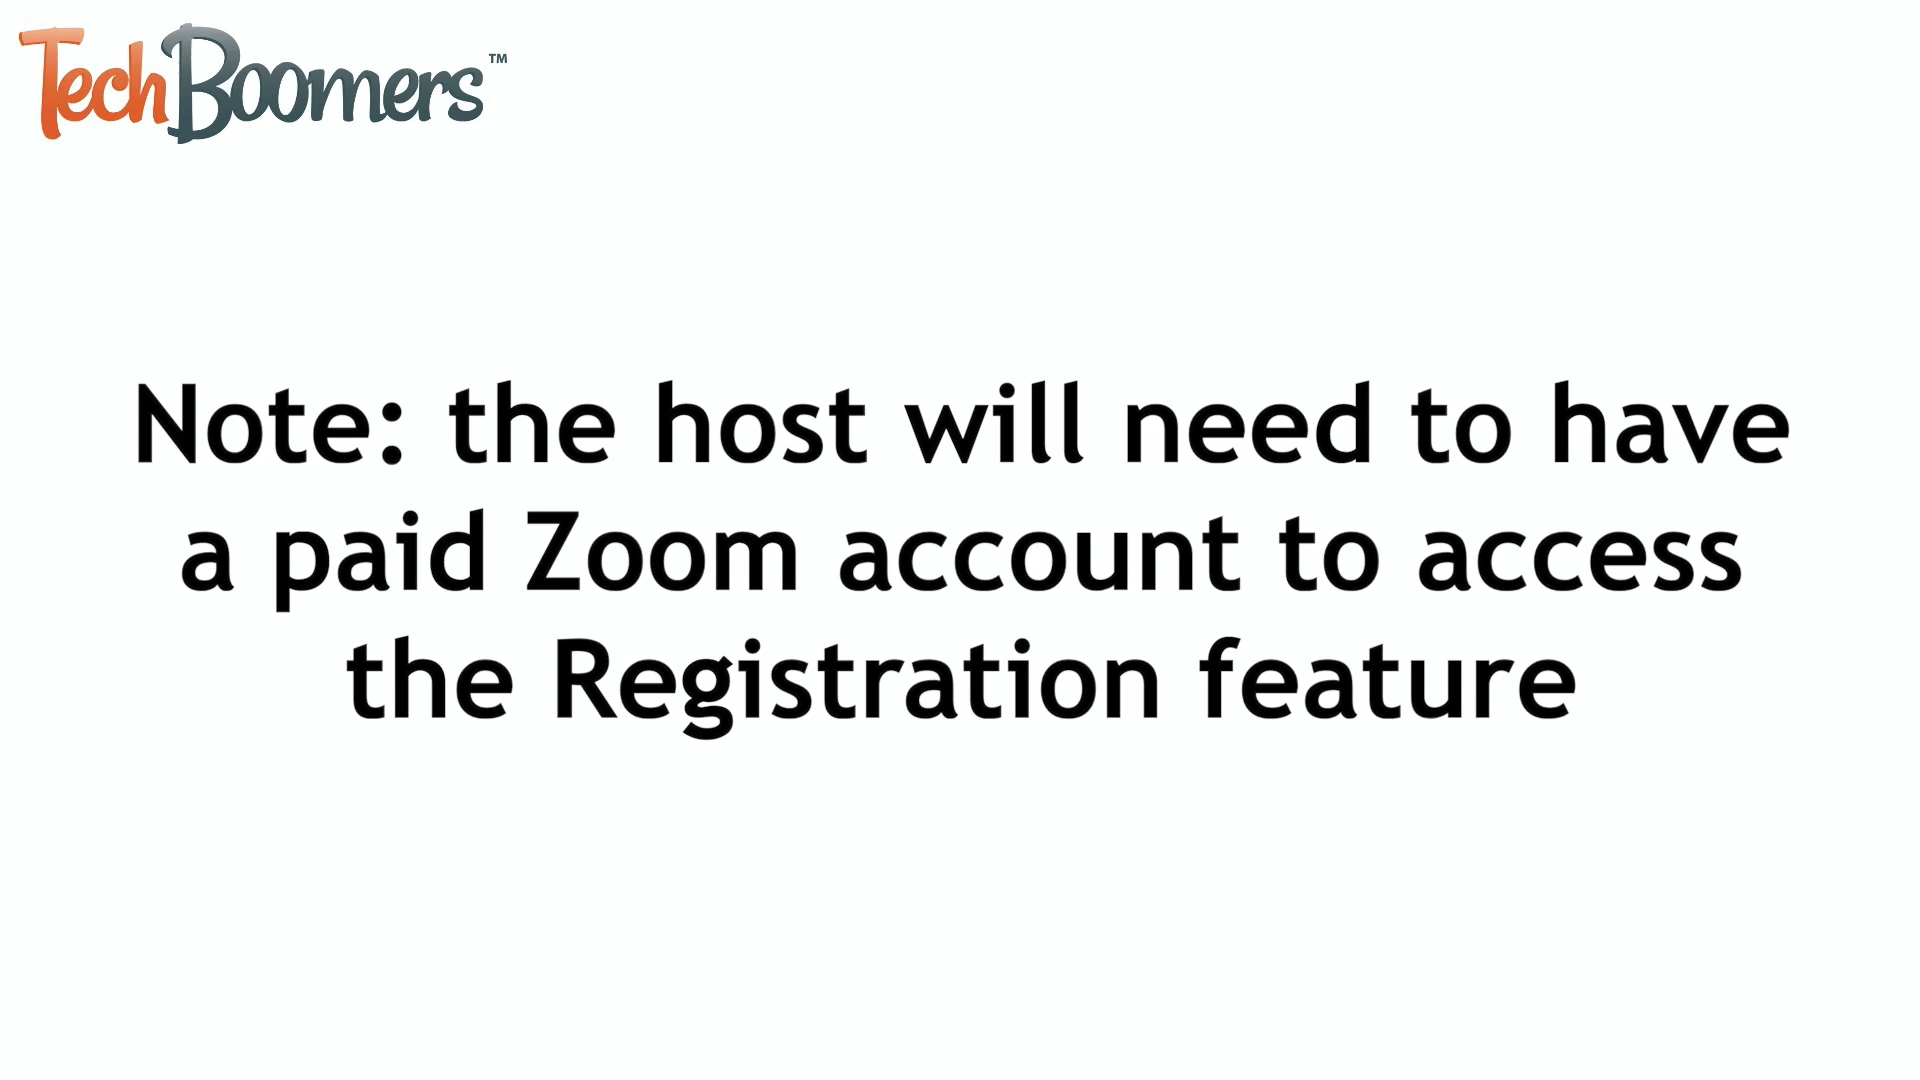 TechBoomers™
Note: the host will need to have
a paid Zoom account to access
the Registration feature